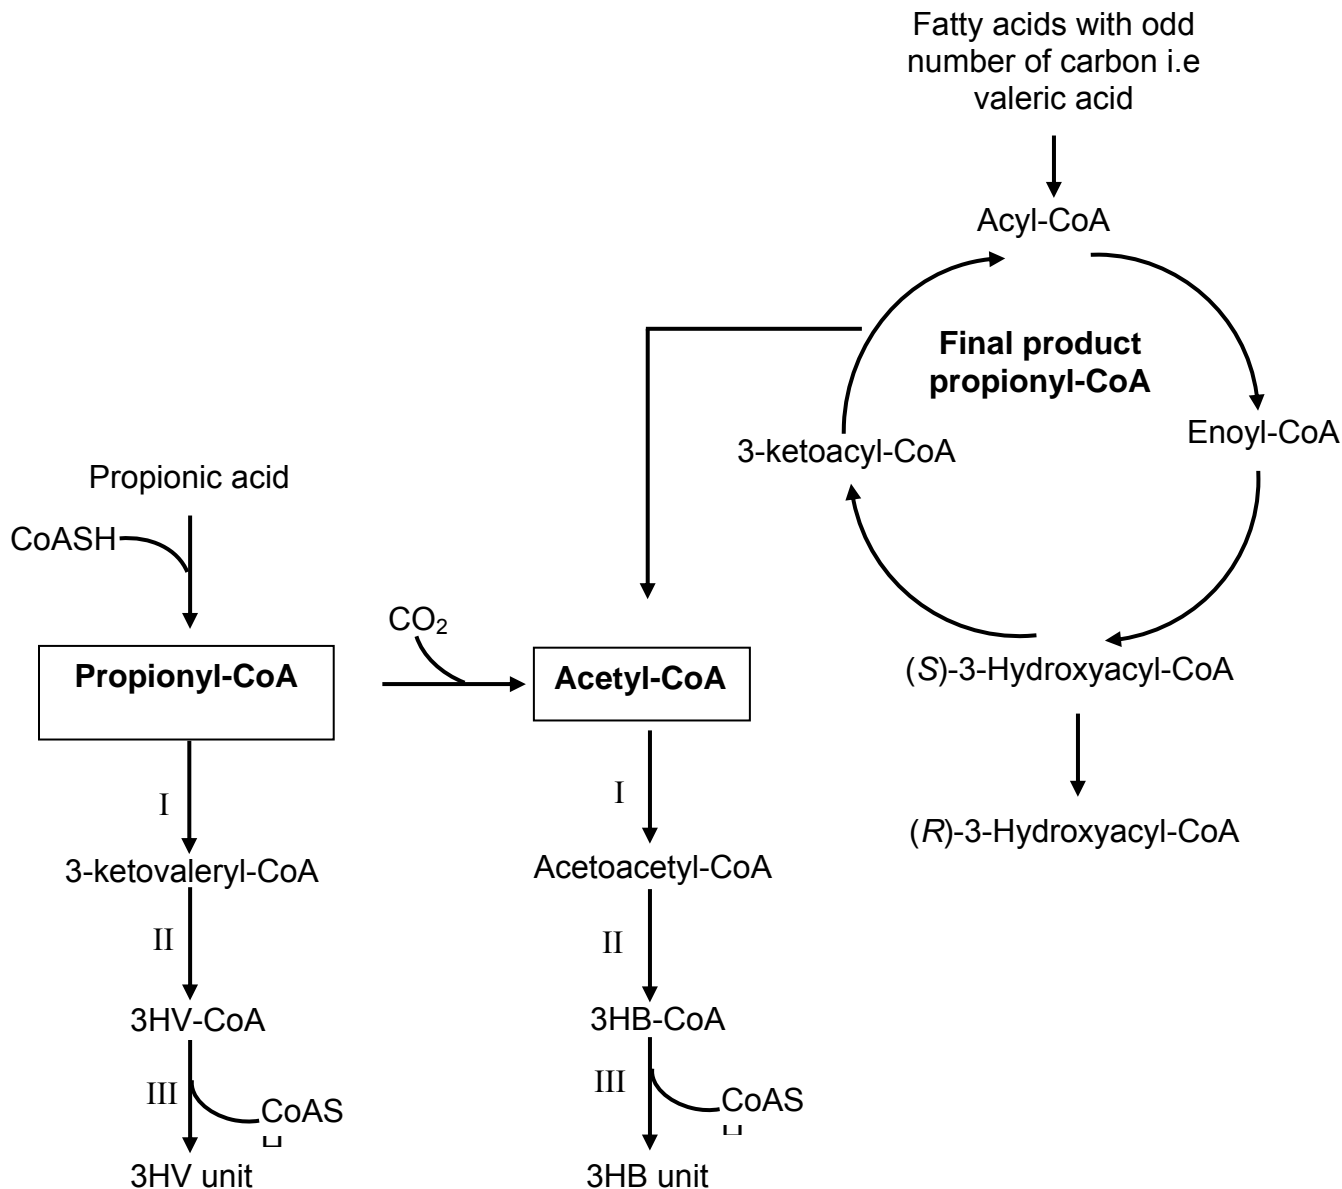 Fatty acids with odd
number of carbon i.e
valeric acid
Acyl-CoA
Final product
propionyl-CoA
Enoyl-CoA
3-ketoacyl-CoA
Propionic acid
CoASH
CO₂
Propionyl-CoA
Acetyl-CoA
(S)-3-Hydroxyacyl-CoA
I
I
(R)-3-Hydroxyacyl-CoA
3-ketovaleryl-CoA
Acetoacetyl-CoA
II
II
3HV-CoA
3HB-CoA
III
CoAS
III
CoAS
3HV unit
3HB unit